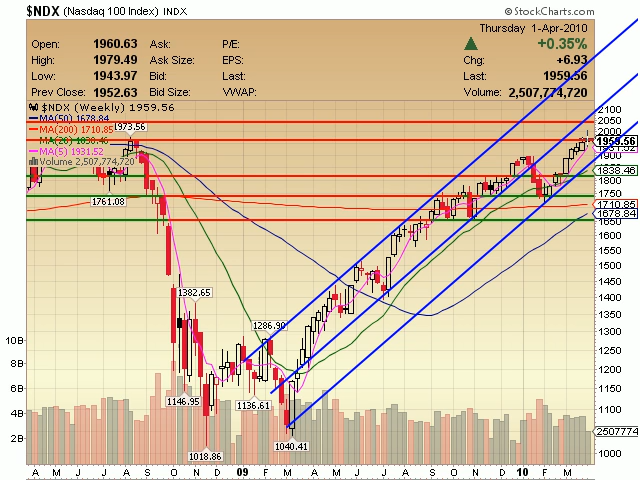 $NDX (Nasdaq 100 Index) INDX
© StockCharts.com
Thursday 1-Apr-2010
Open: 1960.63 Ask: P/E: +0.35%
High: 1979.49 Ask Size: EPS: Chg: +6.93
Low: 1943.97 Bid: Last: Last: 1959.56
Prev Close: 1952.63 Bid Size: VWAP: Volume: 2,507,774,720
$NDX (Weekly) 1959.56
MA(50) 1678.84
MA(200) 1710.85
MA(20) 1838.46
MA(5) 1931.52
Volume 2,507,774,720
1973.56
1761.08
1382.65
1286.90
1146.95
1136.61
1018.86
1040.41
2100
2050
2000
1959.56
1931.52
1900
1838.46
1800
1750
1710.85
1678.84
1650
1600
1550
1500
1450
1400
1350
1300
1250
1200
1150
1100
1050
1000
2507774
10B
8B
6B
4B
2B
A M J J A S O N D 09 F M A M J J A S O N D 10 F M